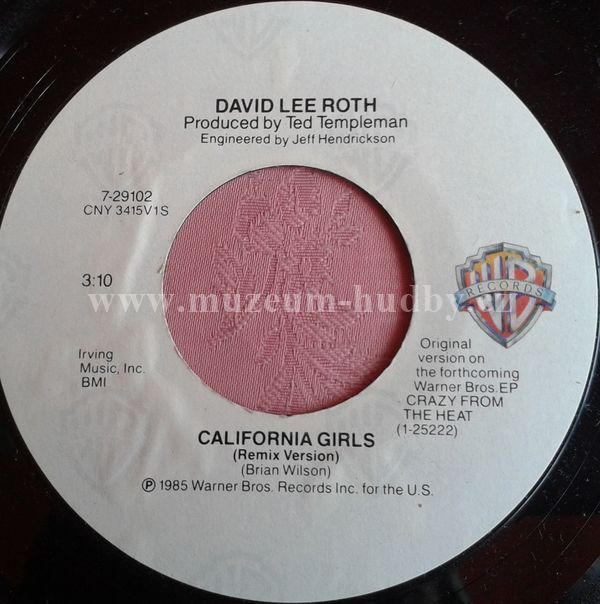 DAVID LEE ROTH
Produced by Ted Templeman
Engineered by Jeff Hendrickson
7-29102
CNY 3415V1S
3:10
WB
RECORDS
www.muzeum-hudby.cz
Irving
Music, Inc.
BMI
Original
version on
the forthcoming
Warner Bros. EP
CRAZY FROM
THE HEAT
(1-25222)
CALIFORNIA GIRLS
(Remix Version)
(Brian Wilson)
℗ 1985 Warner Bros. Records Inc. for the U.S.